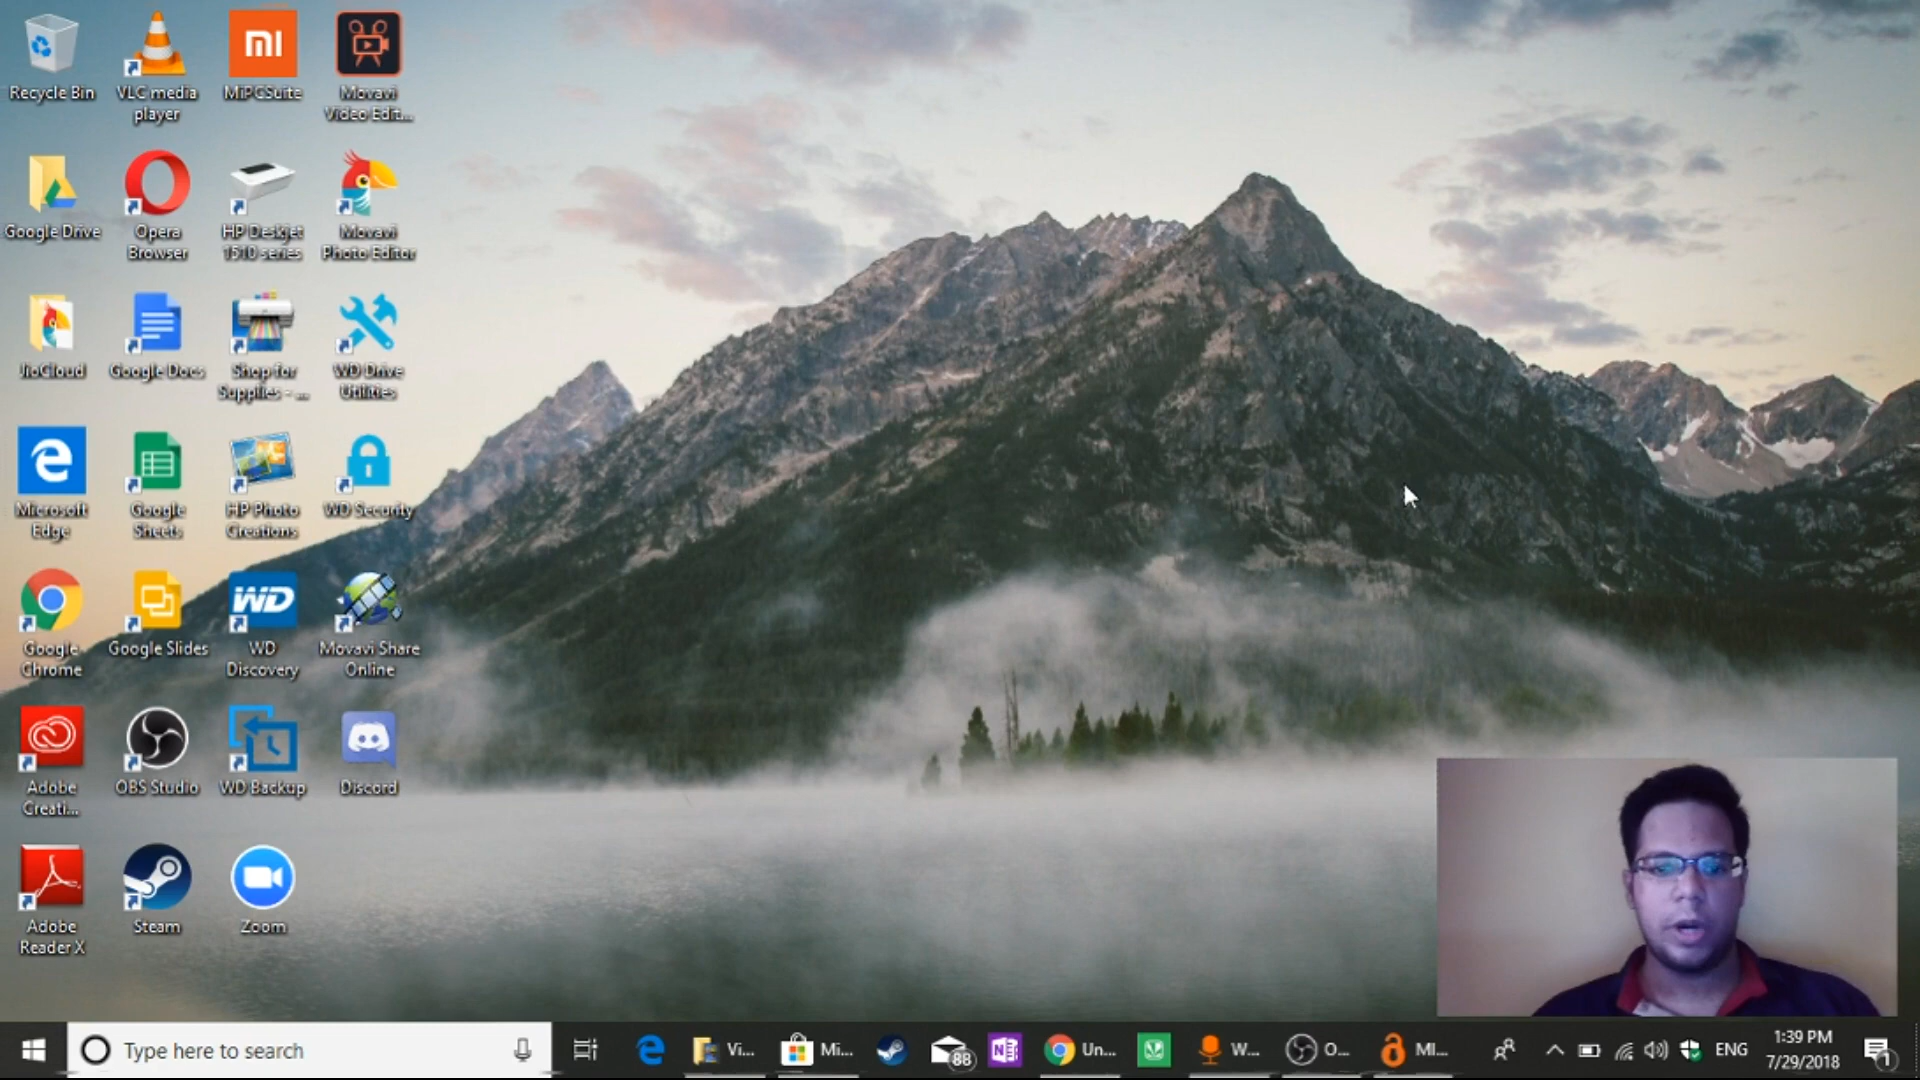 Recycle Bin
VLC media
player
mi
MiPCSuite
Movavi
Video Edit...
Google Drive
Opera
Browser
HP Deskjet
1510 series
Movavi
Photo Editor
JioCloud
Google Docs
Shop for
Supplies - ...
WD Drive
Utilities
Microsoft
Edge
Google
Sheets
HP Photo
Creations
WD Security
Google
Chrome
Google Slides
WD
WD
Discovery
Movavi Share
Online
Adobe
Creati...
OBS Studio
WD Backup
Discord
Adobe
Reader X
Steam
Zoom
Type here to search
Vi...
Mi...
88
N
Un...
W...
O...
MI...
ENG
1:39 PM
7/29/2018
1